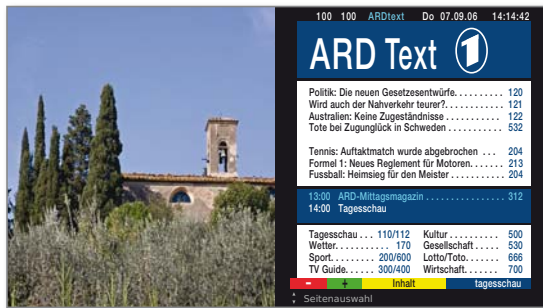 100 100 ARDtext Do 07.09.06 14:14:42
ARD Text 1
Politik: Die neuen Gesetzesentwürfe.......... 120
Wird auch der Nahverkehr teurer?............ 121
Australien: Keine Zugeständnisse ............ 122
Tote bei Zugunglück in Schweden ........... 532
Tennis: Auftaktmatch wurde abgebrochen ... 204
Formel 1: Neues Reglement für Motoren....... 213
Fussball: Heimsieg für den Meister ........... 204
13:00 ARD-Mittagsmagazin ................. 312
14:00 Tagesschau
Tagesschau ... 110/112 Kultur ......... 500
Wetter.......... 170 Gesellschaft ..... 530
Sport......... 200/600 Lotto/Toto....... 666
TV Guide...... 300/400 Wirtschaft....... 700
- + Inhalt tagesschau
Seitenauswahl